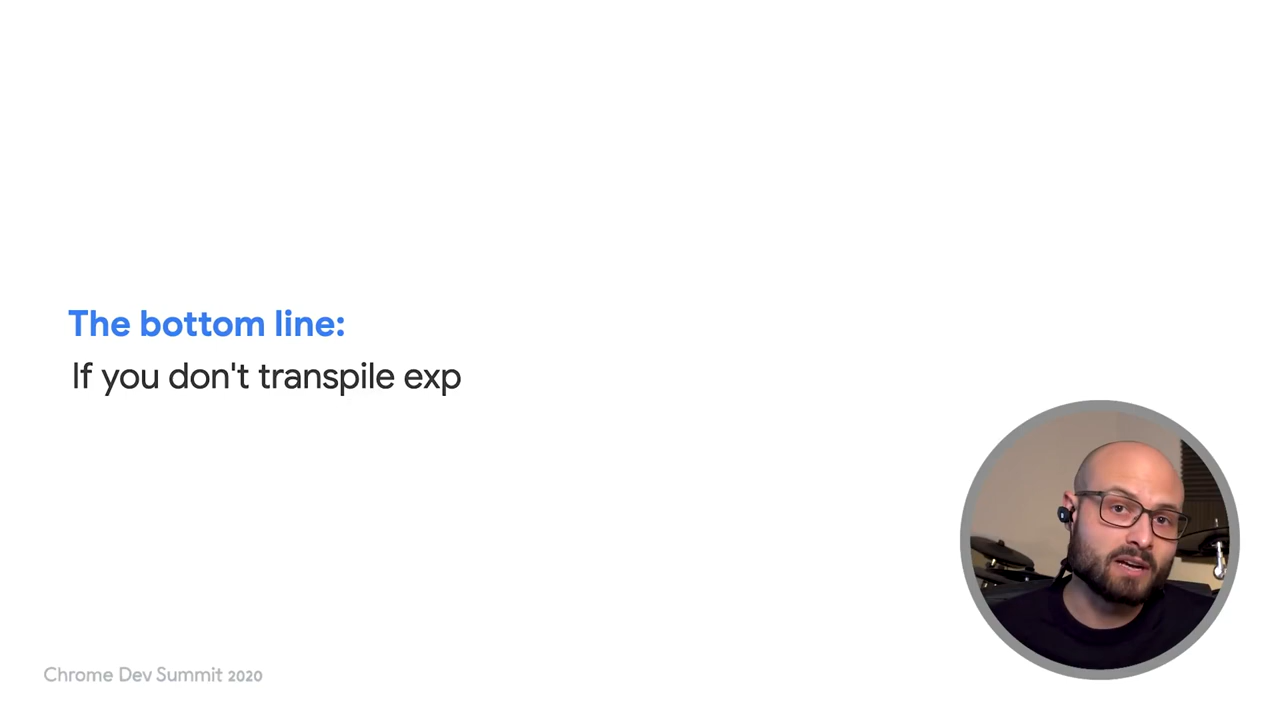 The bottom line:
If you don't transpile exp
Chrome Dev Summit 2020